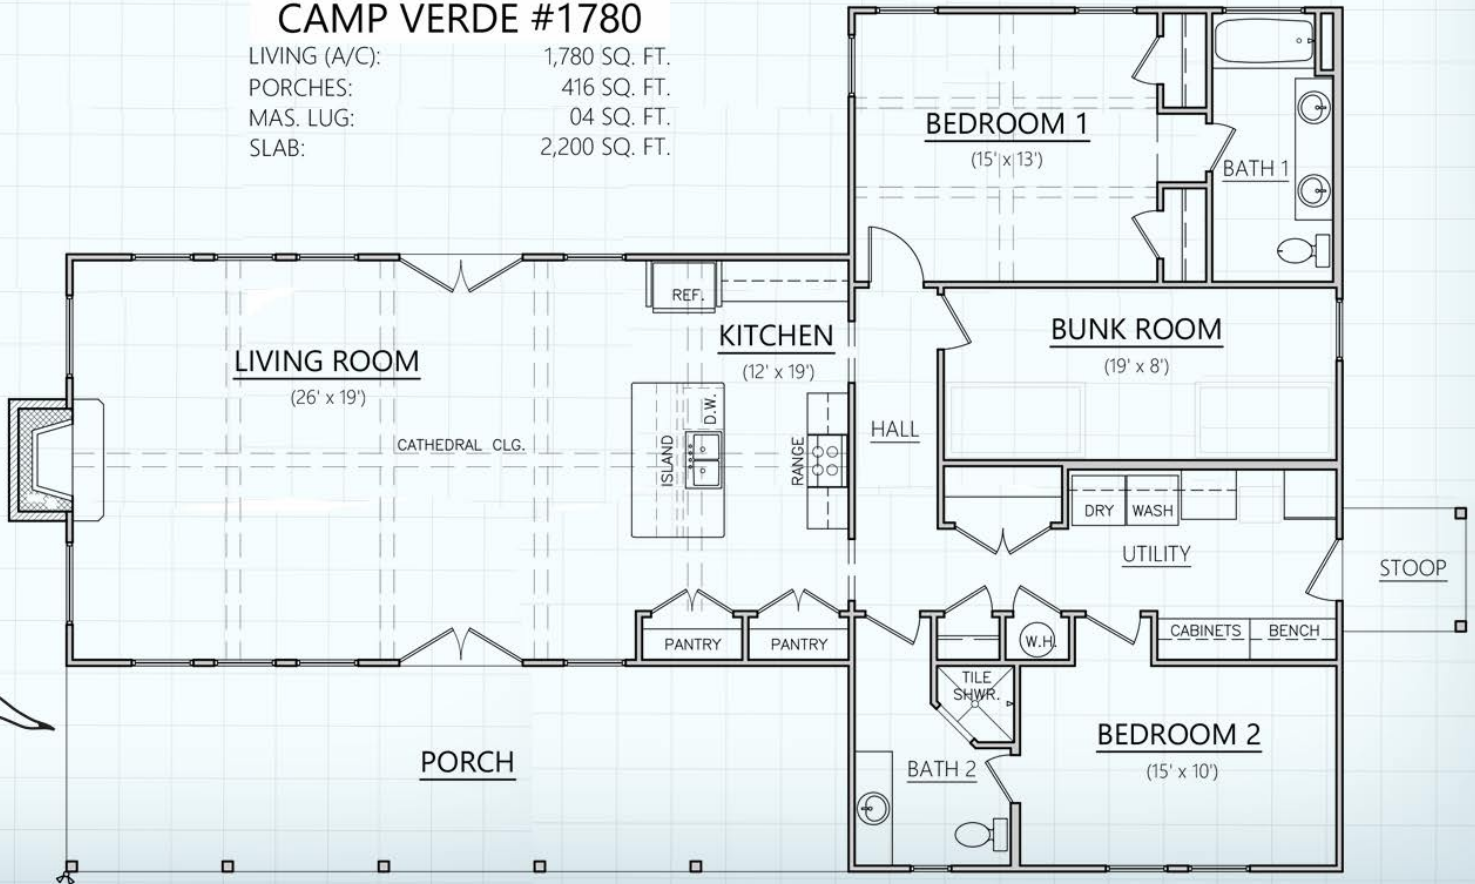 CAMP VERDE #1780
LIVING (A/C): 1,780 SQ. FT.
PORCHES: 416 SQ. FT.
MAS. LUG: 04 SQ. FT.
SLAB: 2,200 SQ. FT.
BEDROOM 1
(15' x 13')
BATH 1
REF.
KITCHEN
(12' x 19')
LIVING ROOM
(26' x 19')
CATHEDRAL CLG.
ISLAND
D.W.
RANGE
HALL
BUNK ROOM
(19' x 8')
DRY
WASH
UTILITY
STOOP
PANTRY
PANTRY
W.H.
CABINETS
BENCH
TILE
SHWR.
PORCH
BATH 2
BEDROOM 2
(15' x 10')